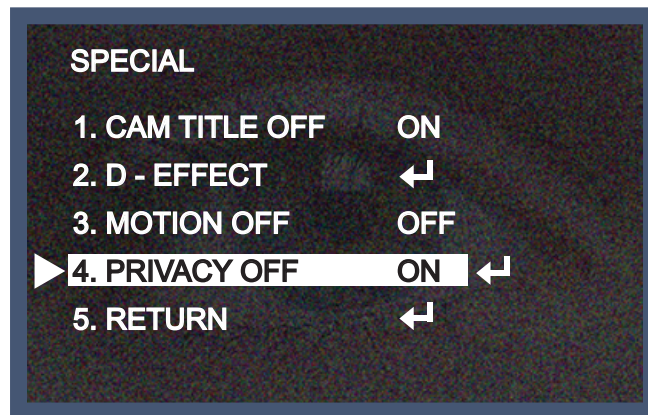 SPECIAL
1. CAM TITLE OFF ON
2. D - EFFECT ↵
3. MOTION OFF OFF
4. PRIVACY OFF ON ↵
5. RETURN ↵